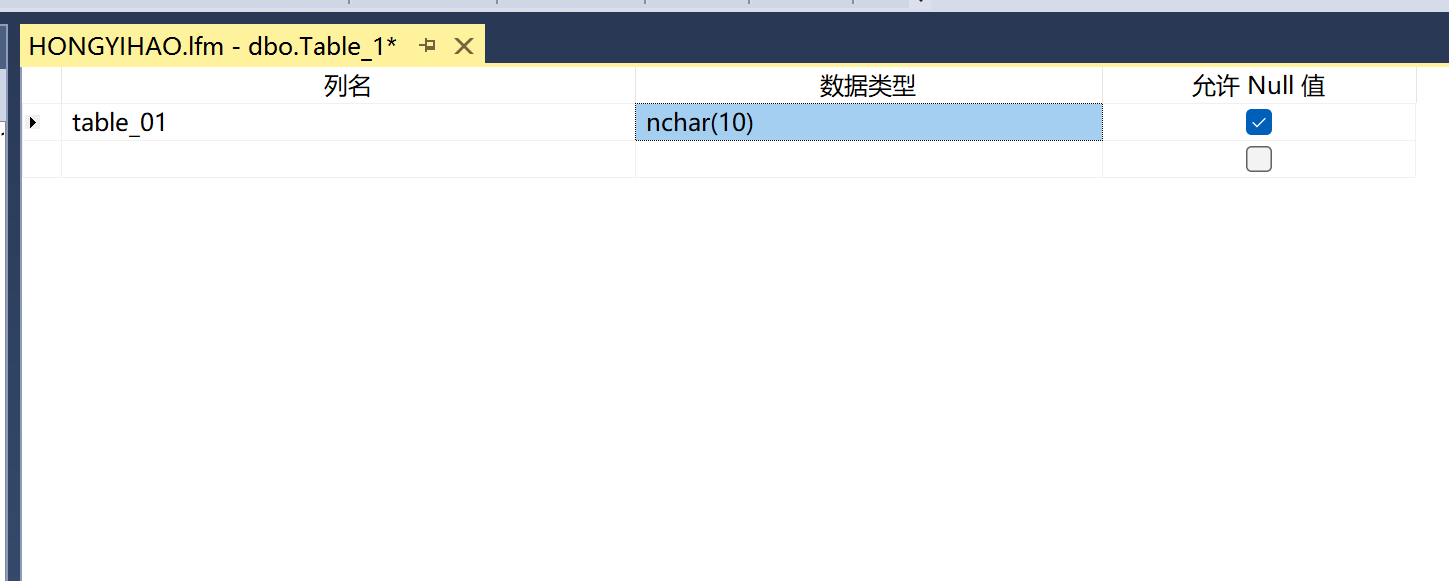 HONGYIHAO.lfm - dbo.Table_1*
列名 数据类型 允许 Null 值
table_01 nchar(10)